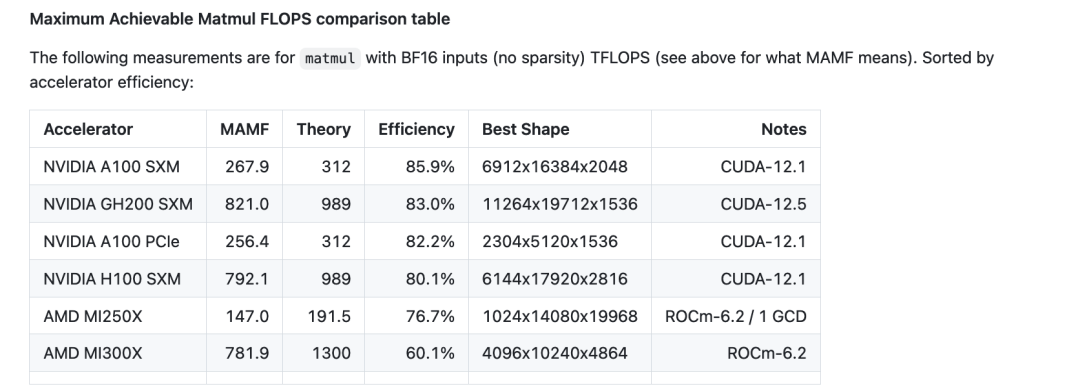 Maximum Achievable Matmul FLOPS comparison table
The following measurements are for matmul with BF16 inputs (no sparsity) TFLOPS (see above for what MAMF means). Sorted by
accelerator efficiency:
Accelerator MAMF Theory Efficiency Best Shape Notes
NVIDIA A100 SXM 267.9 312 85.9% 6912x16384x2048 CUDA-12.1
NVIDIA GH200 SXM 821.0 989 83.0% 11264x19712x1536 CUDA-12.5
NVIDIA A100 PCIe 256.4 312 82.2% 2304x5120x1536 CUDA-12.1
NVIDIA H100 SXM 792.1 989 80.1% 6144x17920x2816 CUDA-12.1
AMD MI250X 147.0 191.5 76.7% 1024x14080x19968 ROCm-6.2 / 1 GCD
AMD MI300X 781.9 1300 60.1% 4096x10240x4864 ROCm-6.2